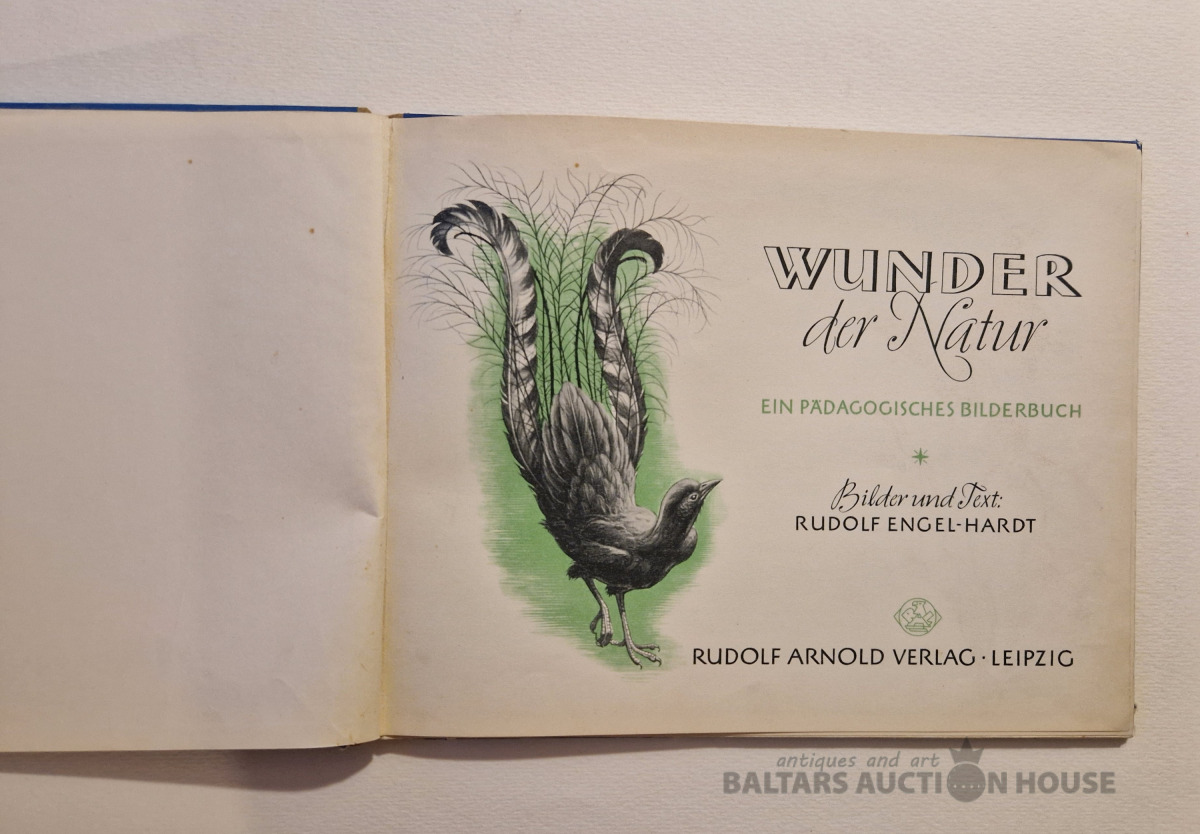 WUNDER
der Natur
EIN PÄDAGOGISCHES BILDERBUCH
Bilder und Text:
RUDOLF ENGEL-HARDT
RUDOLF ARNOLD VERLAG · LEIPZIG
antiques and art
BALTARS AUCTION HOUSE